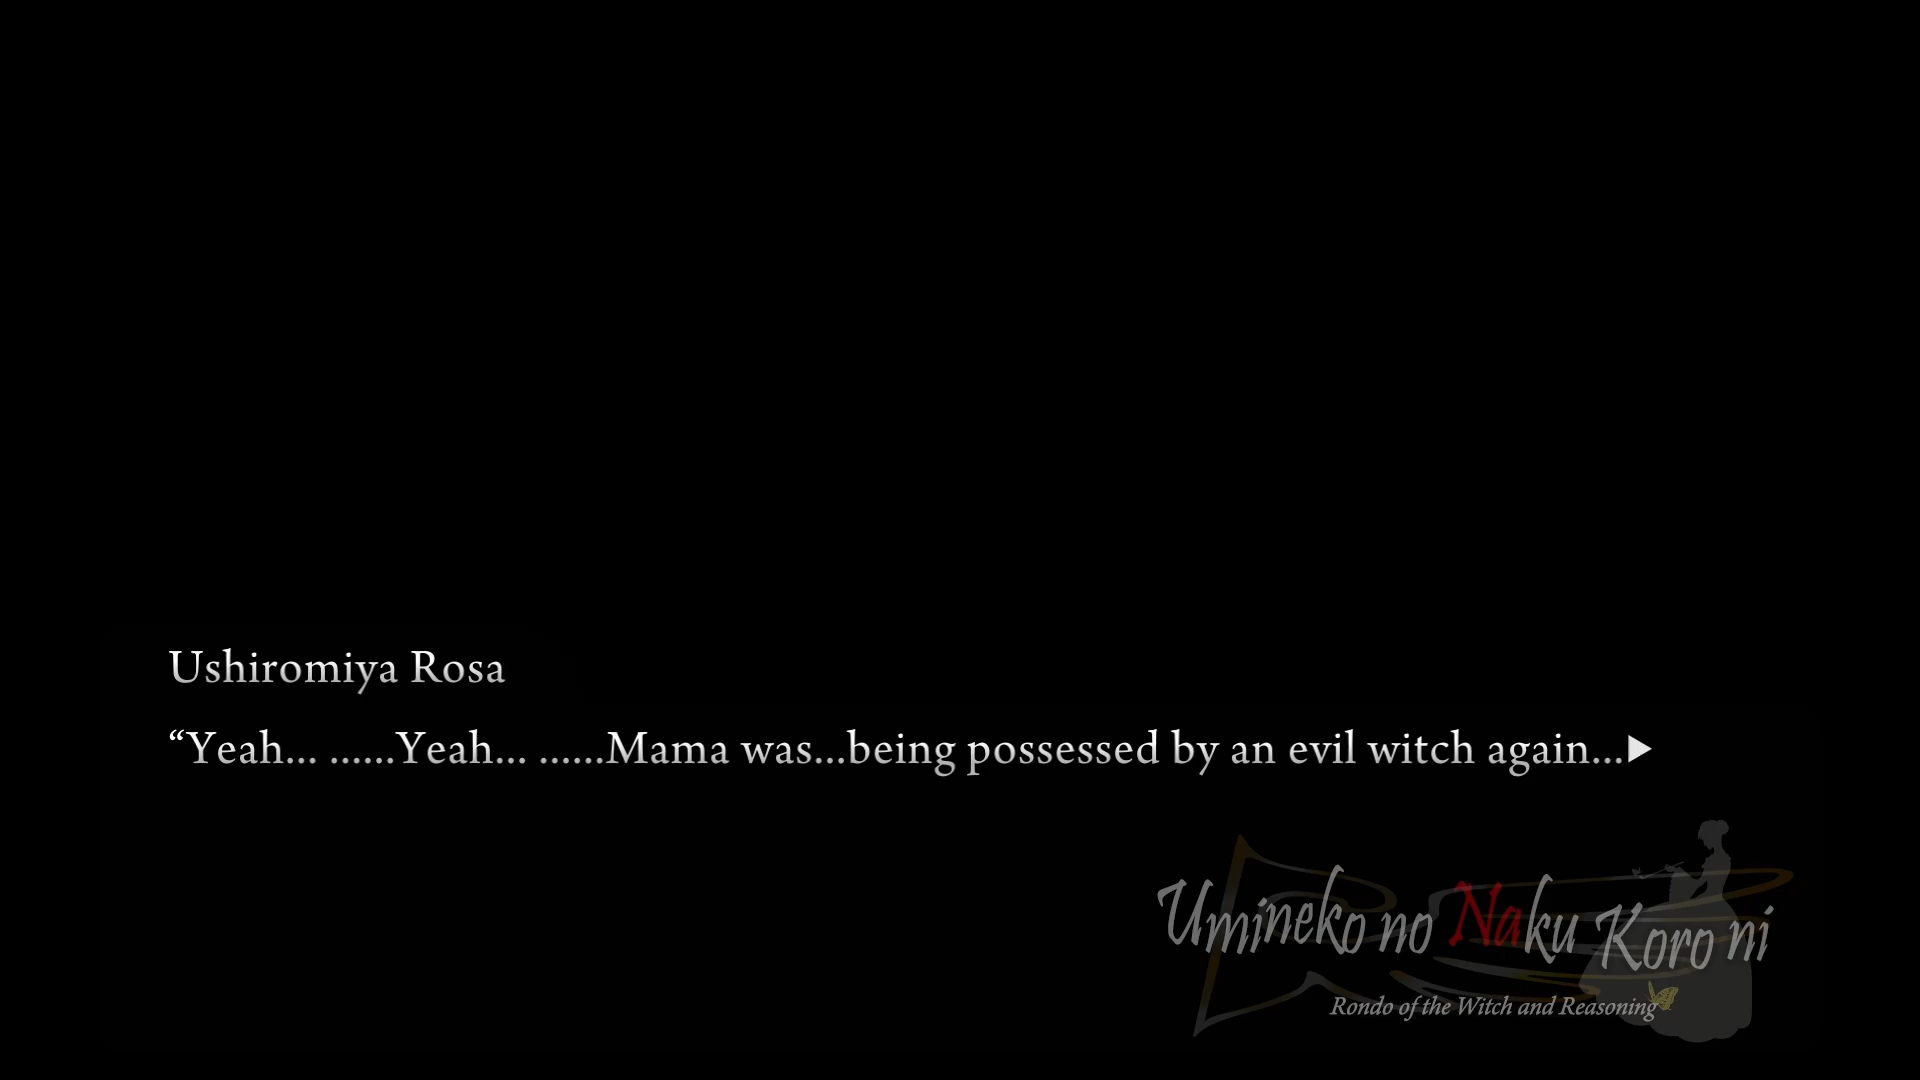 Ushiromiya Rosa
“Yeah... ......Yeah... ......Mama was...being possessed by an evil witch again...
Umineko no Naku Koro ni
Rondo of the Witch and Reasoning